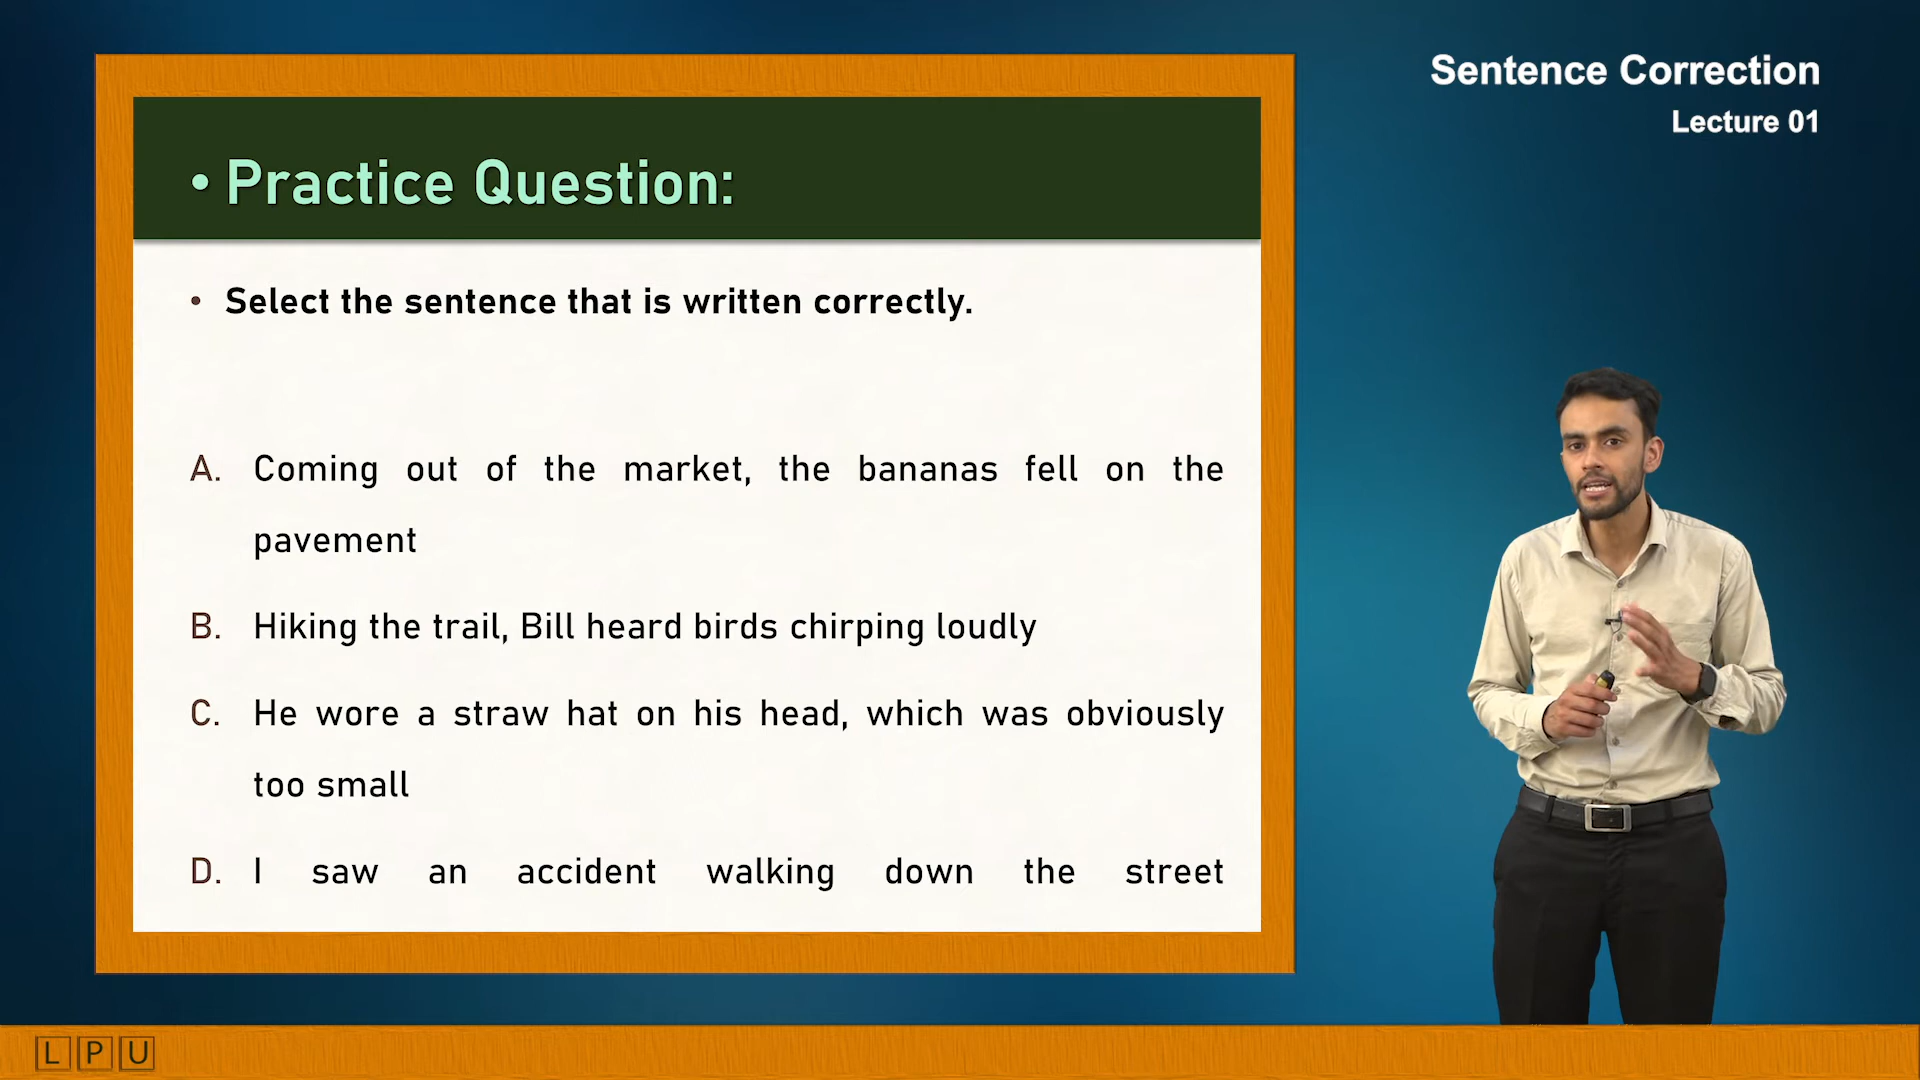 Sentence Correction
Lecture 01
• Practice Question:
• Select the sentence that is written correctly.
A. Coming out of the market, the bananas fell on the
pavement
B. Hiking the trail, Bill heard birds chirping loudly
C. He wore a straw hat on his head, which was obviously
too small
D. I saw an accident walking down the street
L P U